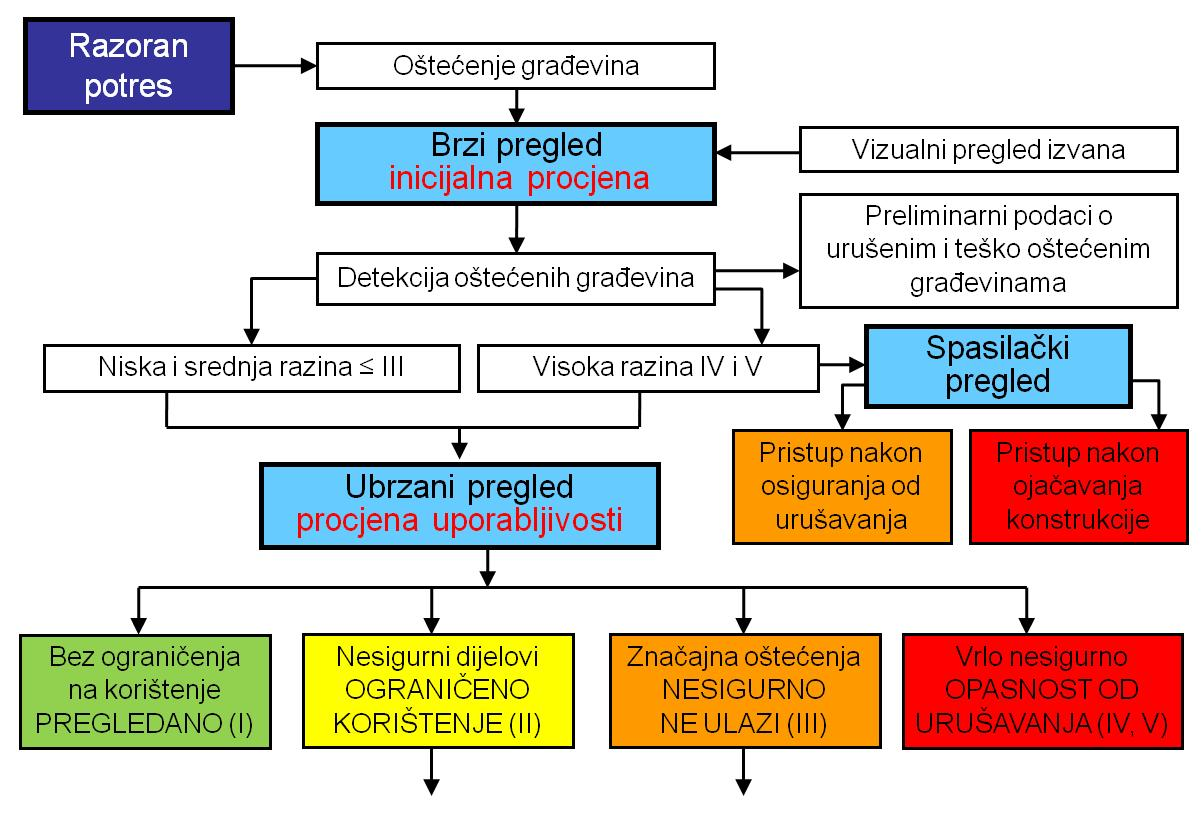 Razoran
potres
Oštećenje građevina
Brzi pregled
inicijalna procjena
Vizualni pregled izvana
Preliminarni podaci o
urušenim i teško oštećenim
građevinama
Detekcija oštećenih građevina
Niska i srednja razina ≤ III
Visoka razina IV i V
Spasilački
pregled
Pristup nakon
osiguranja od
urušavanja
Pristup nakon
ojačavanja
konstrukcije
Ubrzani pregled
procjena uporabljivosti
Bez ograničenja
na korištenje
PREGLEDANO (I)
Nesigurni dijelovi
OGRANIČENO
KORIŠTENJE (II)
Značajna oštećenja
NESIGURNO
NE ULAZI (III)
Vrlo nesigurno
OPASNOST OD
URUŠAVANJA (IV, V)